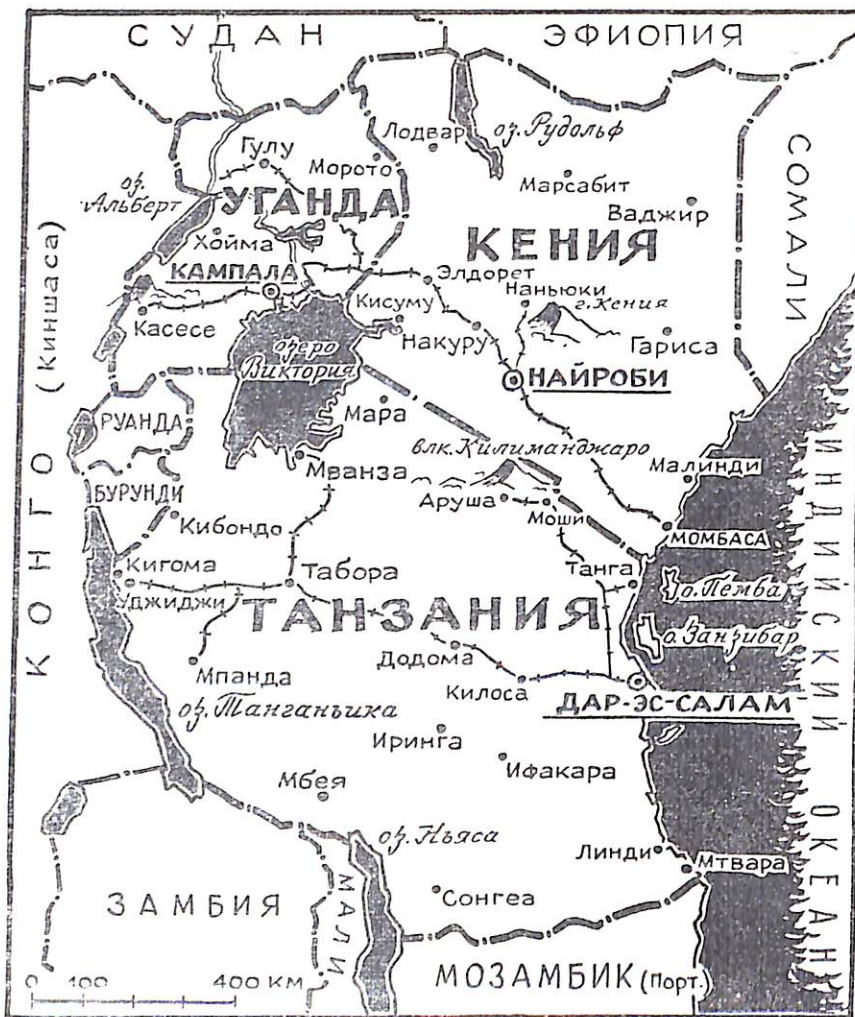 СУДАН
ЭФИОПИЯ
Лодвар
оз. Рудольф
Гулу
Морото
оз. Альберт
УГАНДА
Марсабит
Ваджир
СОМАЛИ
Хойма
КЕНИЯ
КАМПАЛА
Элдорет
Наньюки
г. Кения
Касесе
Кисуму
Накуру
Гариса
озеро
Виктория
НАЙРОБИ
КОНГО (Киншаса)
РУАНДА
Мара
влк. Килиманджаро
Малинди
Мванза
БУРУНДИ
Аруша
Моши
Кибондо
МОМБАСА
Кигома
Табора
Танга
Уджиджи
о. Пемба
ТАНЗАНИЯ
о. Занзибар
Додома
Мпанда
Килоса
ДАР-ЭС-САЛАМ
оз. Танганьика
Иринга
Ифакара
Мбея
оз. Ньяса
Линди
Мтвара
ИНДИЙСКИЙ ОКЕАН
ЗАМБИЯ
МАЛИ
Сонгеа
МОЗАМБИК (Порт.)
0 100 400 КМ